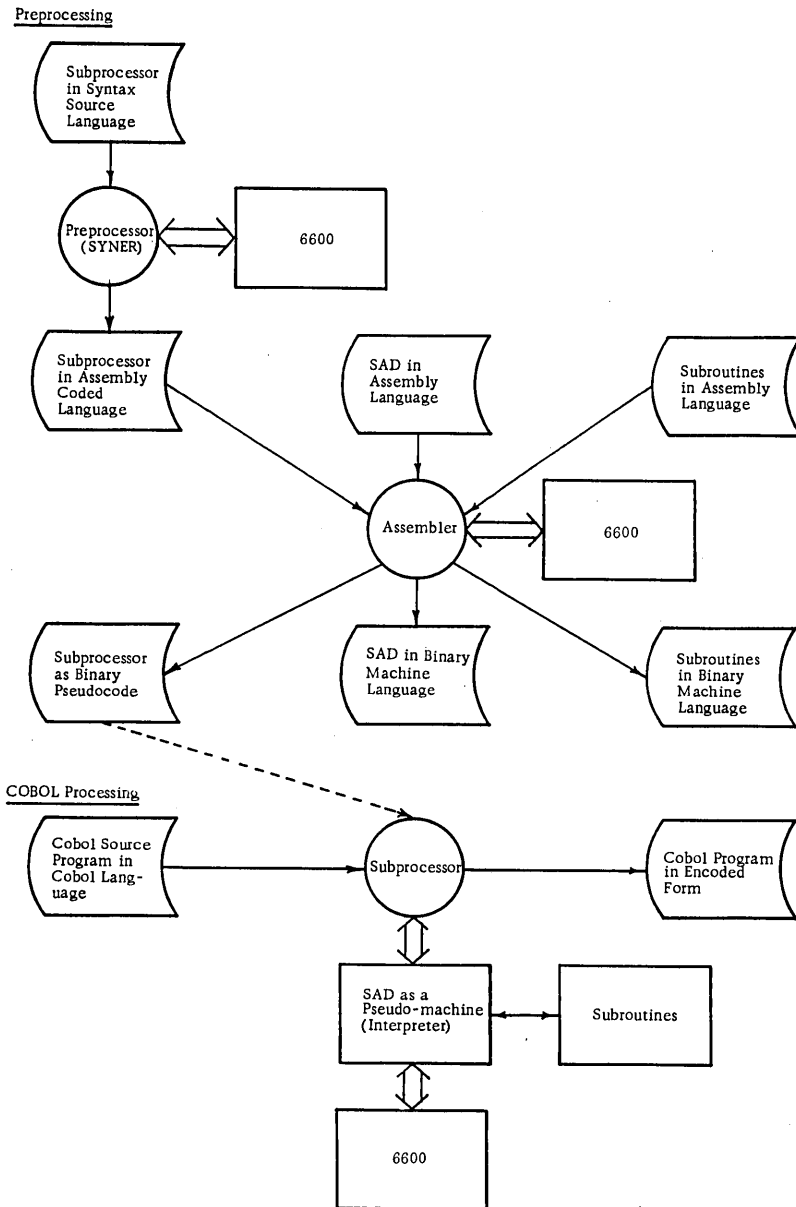 Preprocessing
Subprocessor
in Syntax
Source
Language
Preprocessor
(SYNER)
6600
Subprocessor
in Assembly
Coded
Language
SAD in
Assembly
Language
Subroutines
in Assembly
Language
Assembler
6600
Subprocessor
as Binary
Pseudocode
SAD in Binary
Machine
Language
Subroutines
in Binary
Machine
Language
COBOL Processing
Cobol Source
Program in
Cobol Lang-
uage
Subprocessor
Cobol Program
in Encoded
Form
SAD as a
Pseudo-machine
(Interpreter)
Subroutines
6600